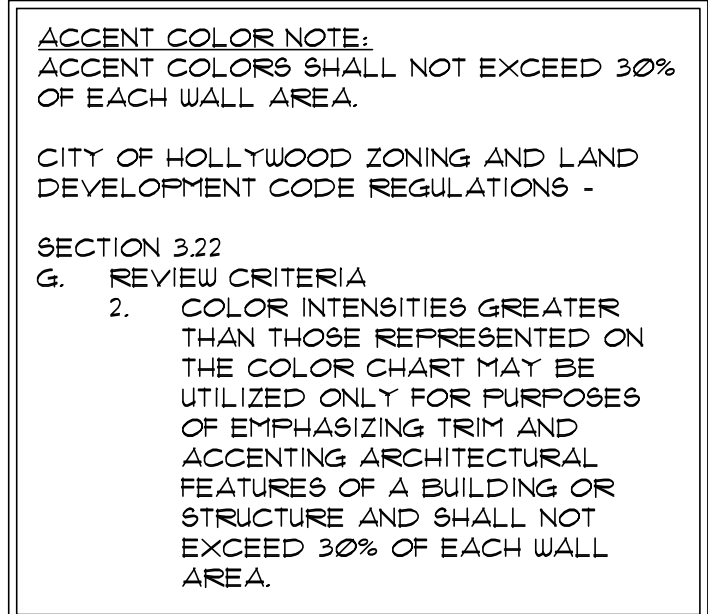 ACCENT COLOR NOTE:
ACCENT COLORS SHALL NOT EXCEED 30%
OF EACH WALL AREA.
CITY OF HOLLYWOOD ZONING AND LAND
DEVELOPMENT CODE REGULATIONS -
SECTION 3.22
G. REVIEW CRITERIA
2. COLOR INTENSITIES GREATER
THAN THOSE REPRESENTED ON
THE COLOR CHART MAY BE
UTILIZED ONLY FOR PURPOSES
OF EMPHASIZING TRIM AND
ACCENTING ARCHITECTURAL
FEATURES OF A BUILDING OR
STRUCTURE AND SHALL NOT
EXCEED 30% OF EACH WALL
AREA.